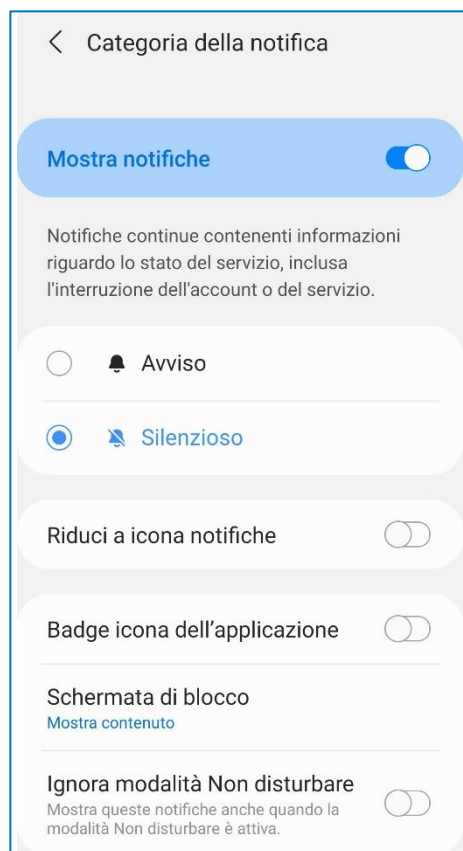 Categoria della notifica
Mostra notifiche
Notifiche continue contenenti informazioni
riguardo lo stato del servizio, inclusa
l'interruzione dell'account o del servizio.
Avviso
Silenzioso
Riduci a icona notifiche
Badge icona dell’applicazione
Schermata di blocco
Mostra contenuto
Ignora modalità Non disturbare
Mostra queste notifiche anche quando la
modalità Non disturbare è attiva.